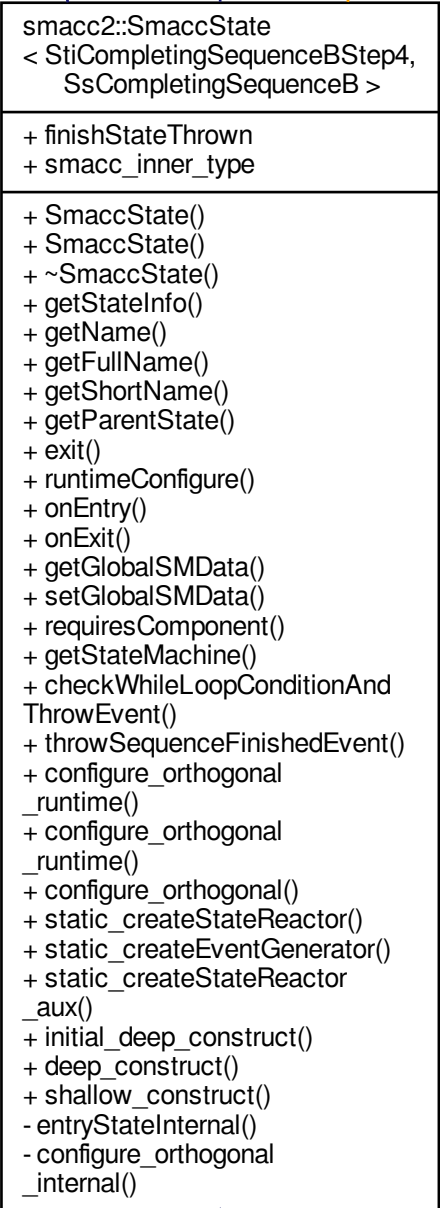 smacc2::SmaccState
< StiCompletingSequenceBStep4,
SsCompletingSequenceB >
+ finishStateThrown
+ smacc_inner_type
+ SmaccState()
+ SmaccState()
+ ~SmaccState()
+ getStateInfo()
+ getName()
+ getFullName()
+ getShortName()
+ getParentState()
+ exit()
+ runtimeConfigure()
+ onEntry()
+ onExit()
+ getGlobalSMData()
+ setGlobalSMData()
+ requiresComponent()
+ getStateMachine()
+ checkWhileLoopConditionAnd
ThrowEvent()
+ throwSequenceFinishedEvent()
+ configure_orthogonal
_runtime()
+ configure_orthogonal
_runtime()
+ configure_orthogonal()
+ static_createStateReactor()
+ static_createEventGenerator()
+ static_createStateReactor
_aux()
+ initial_deep_construct()
+ deep_construct()
+ shallow_construct()
- entryStateInternal()
- configure_orthogonal
_internal()